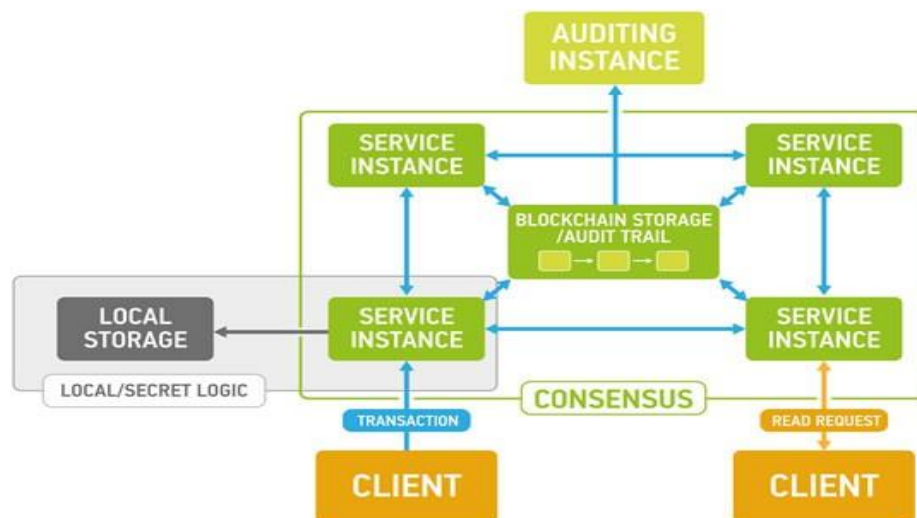 AUDITING
INSTANCE
SERVICE
INSTANCE
SERVICE
INSTANCE
BLOCKCHAIN STORAGE
/AUDIT TRAIL
LOCAL
STORAGE
SERVICE
INSTANCE
SERVICE
INSTANCE
LOCAL/SECRET LOGIC
CONSENSUS
TRANSACTION
READ REQUEST
CLIENT
CLIENT